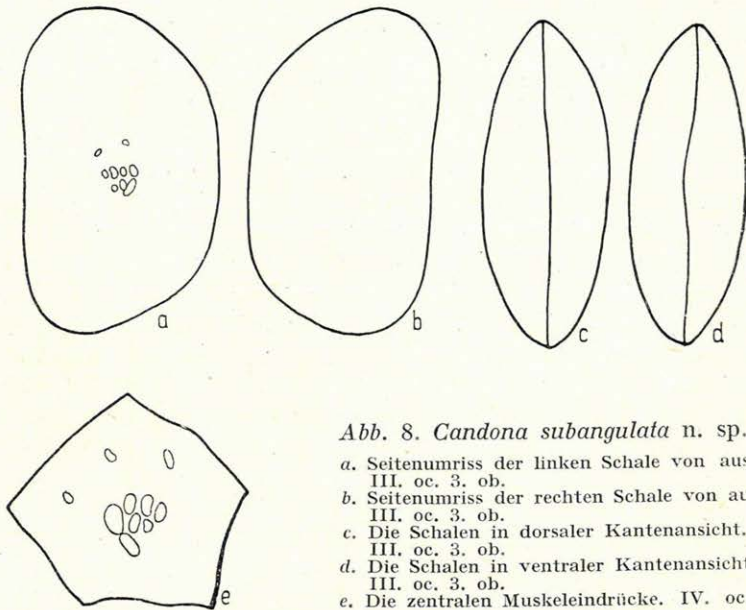 a
b
c
d
e
Abb. 8. Candona subangulata n. sp.
a. Seitenumriss der linken Schale von
III. oc. 3. ob.
b. Seitenumriss der rechten Schale von
III. oc. 3. ob.
c. Die Schalen in dorsaler Kantenansicht.
III. oc. 3. ob.
d. Die Schalen in ventraler Kantenansicht
III. oc. 3. ob.
e. Die zentralen Muskeleindrücke. IV. oc